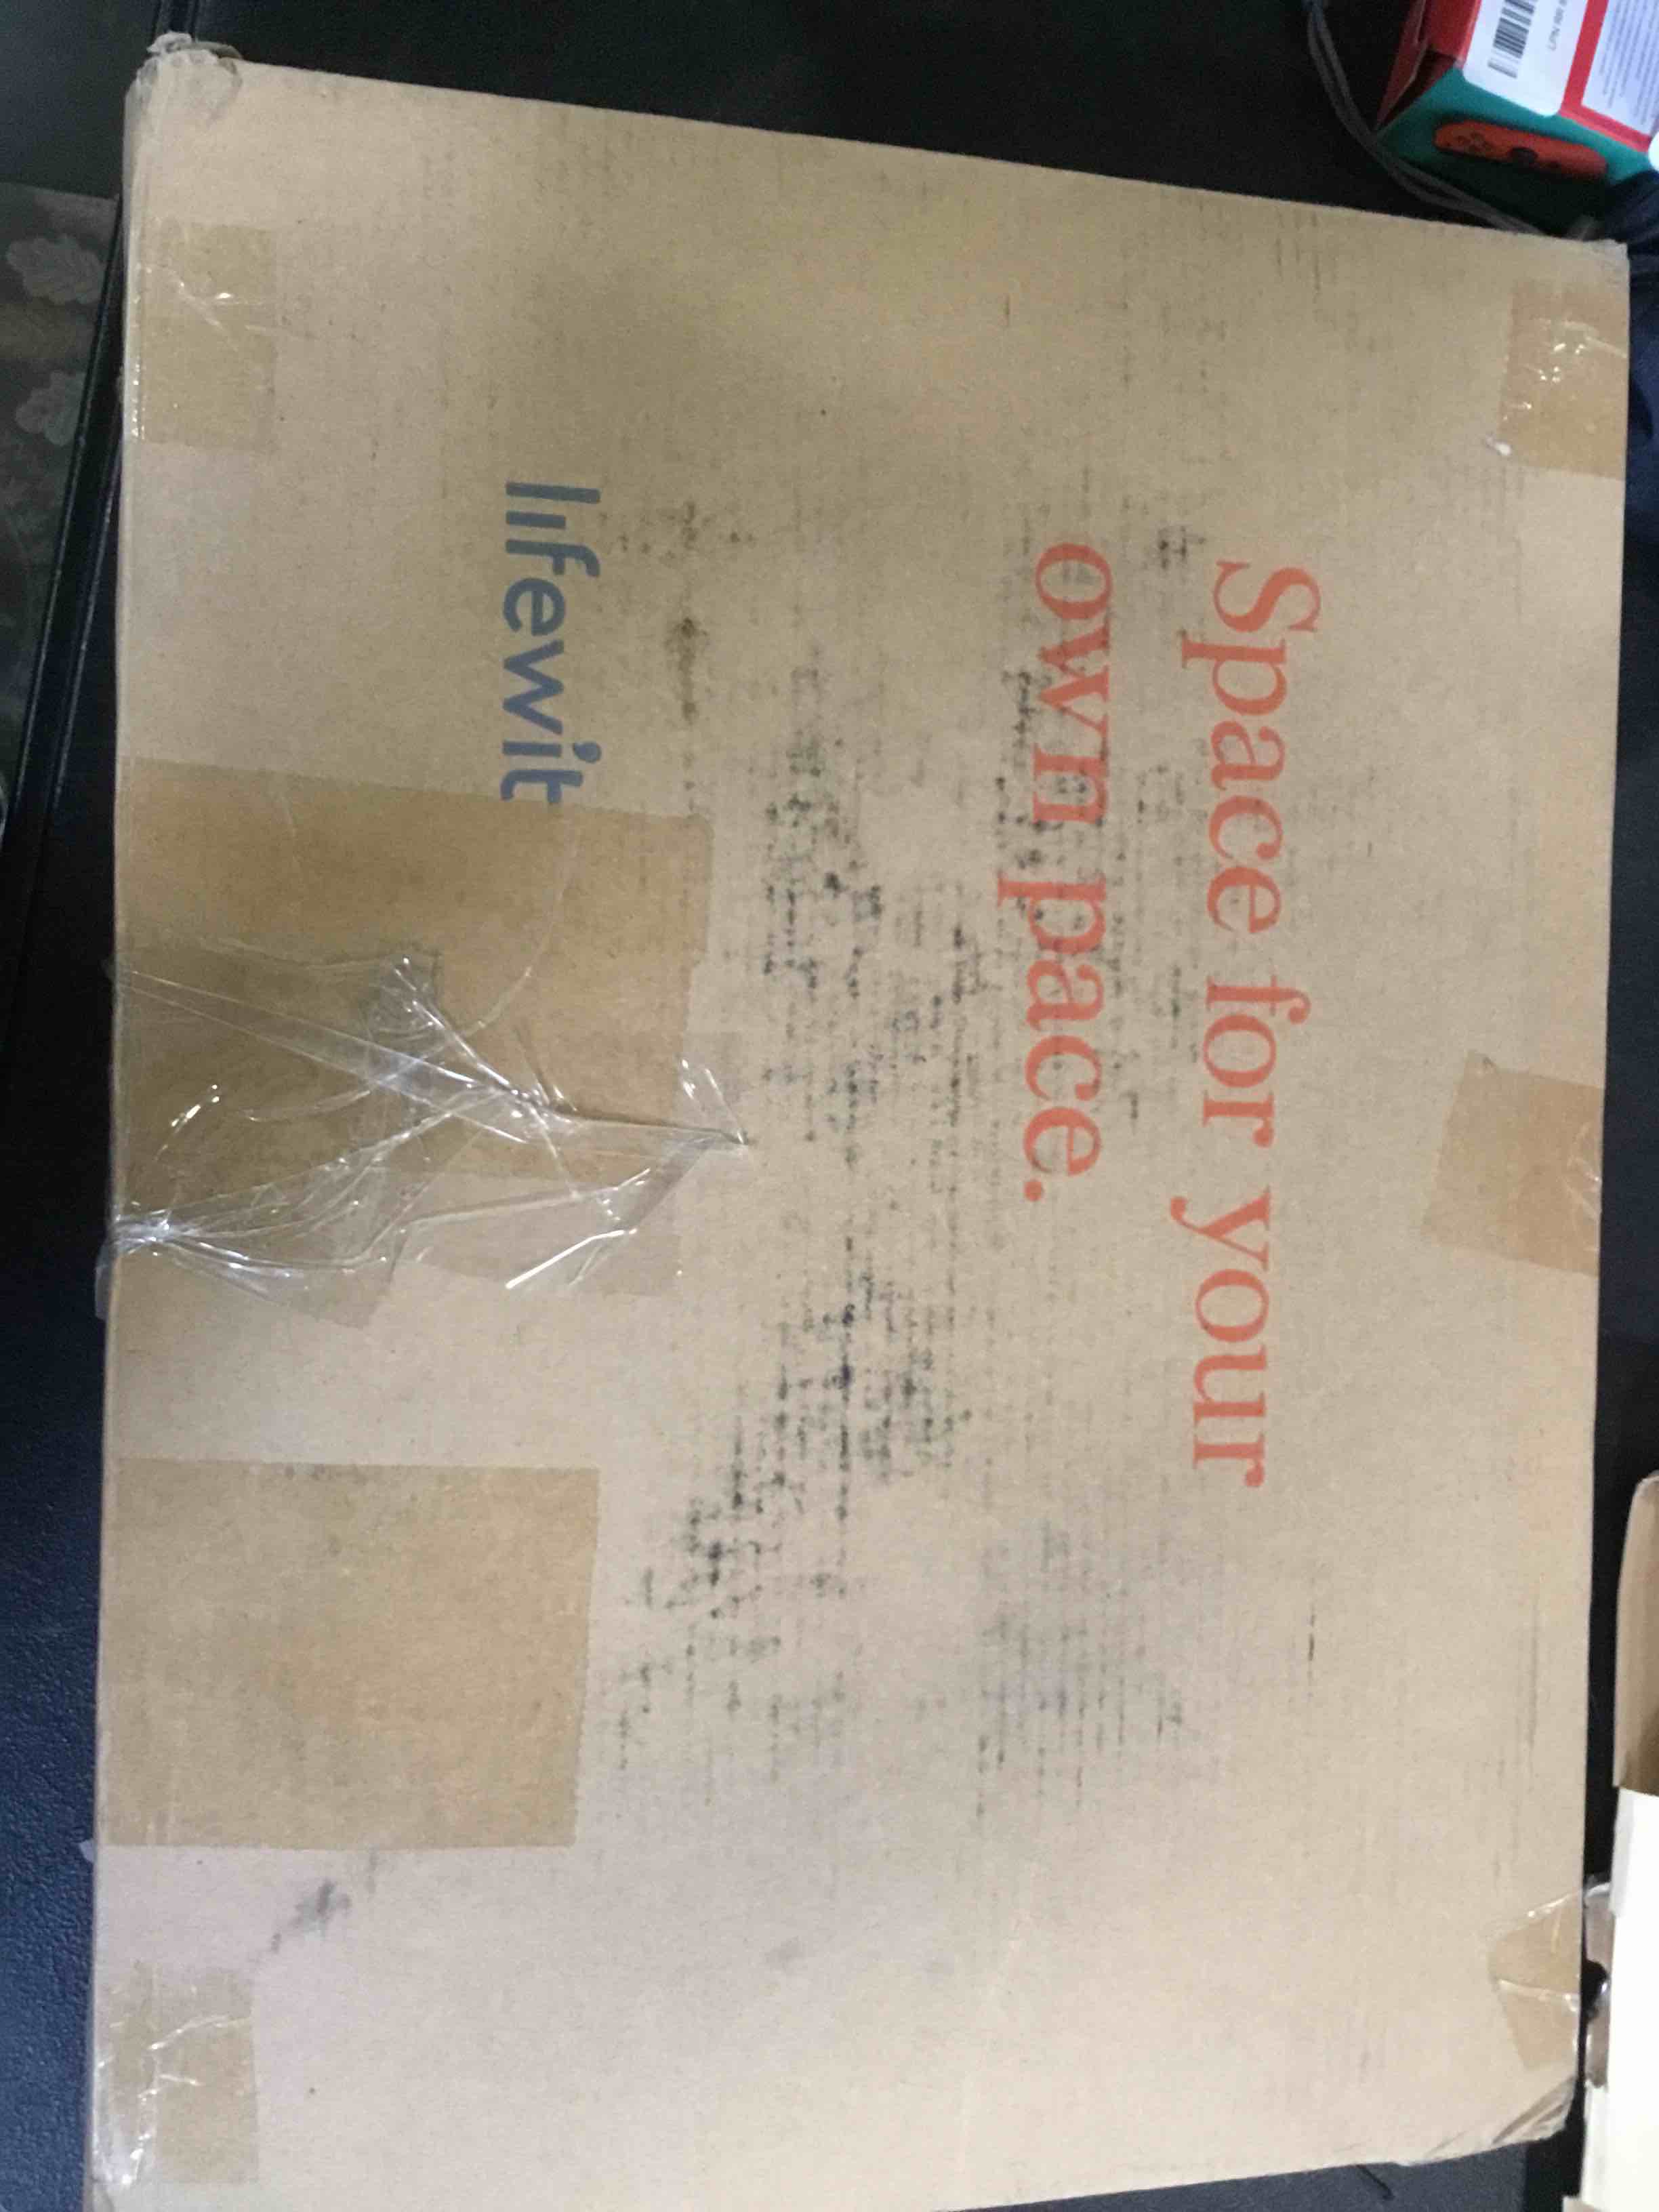 Space for your
own pace.
lifewit